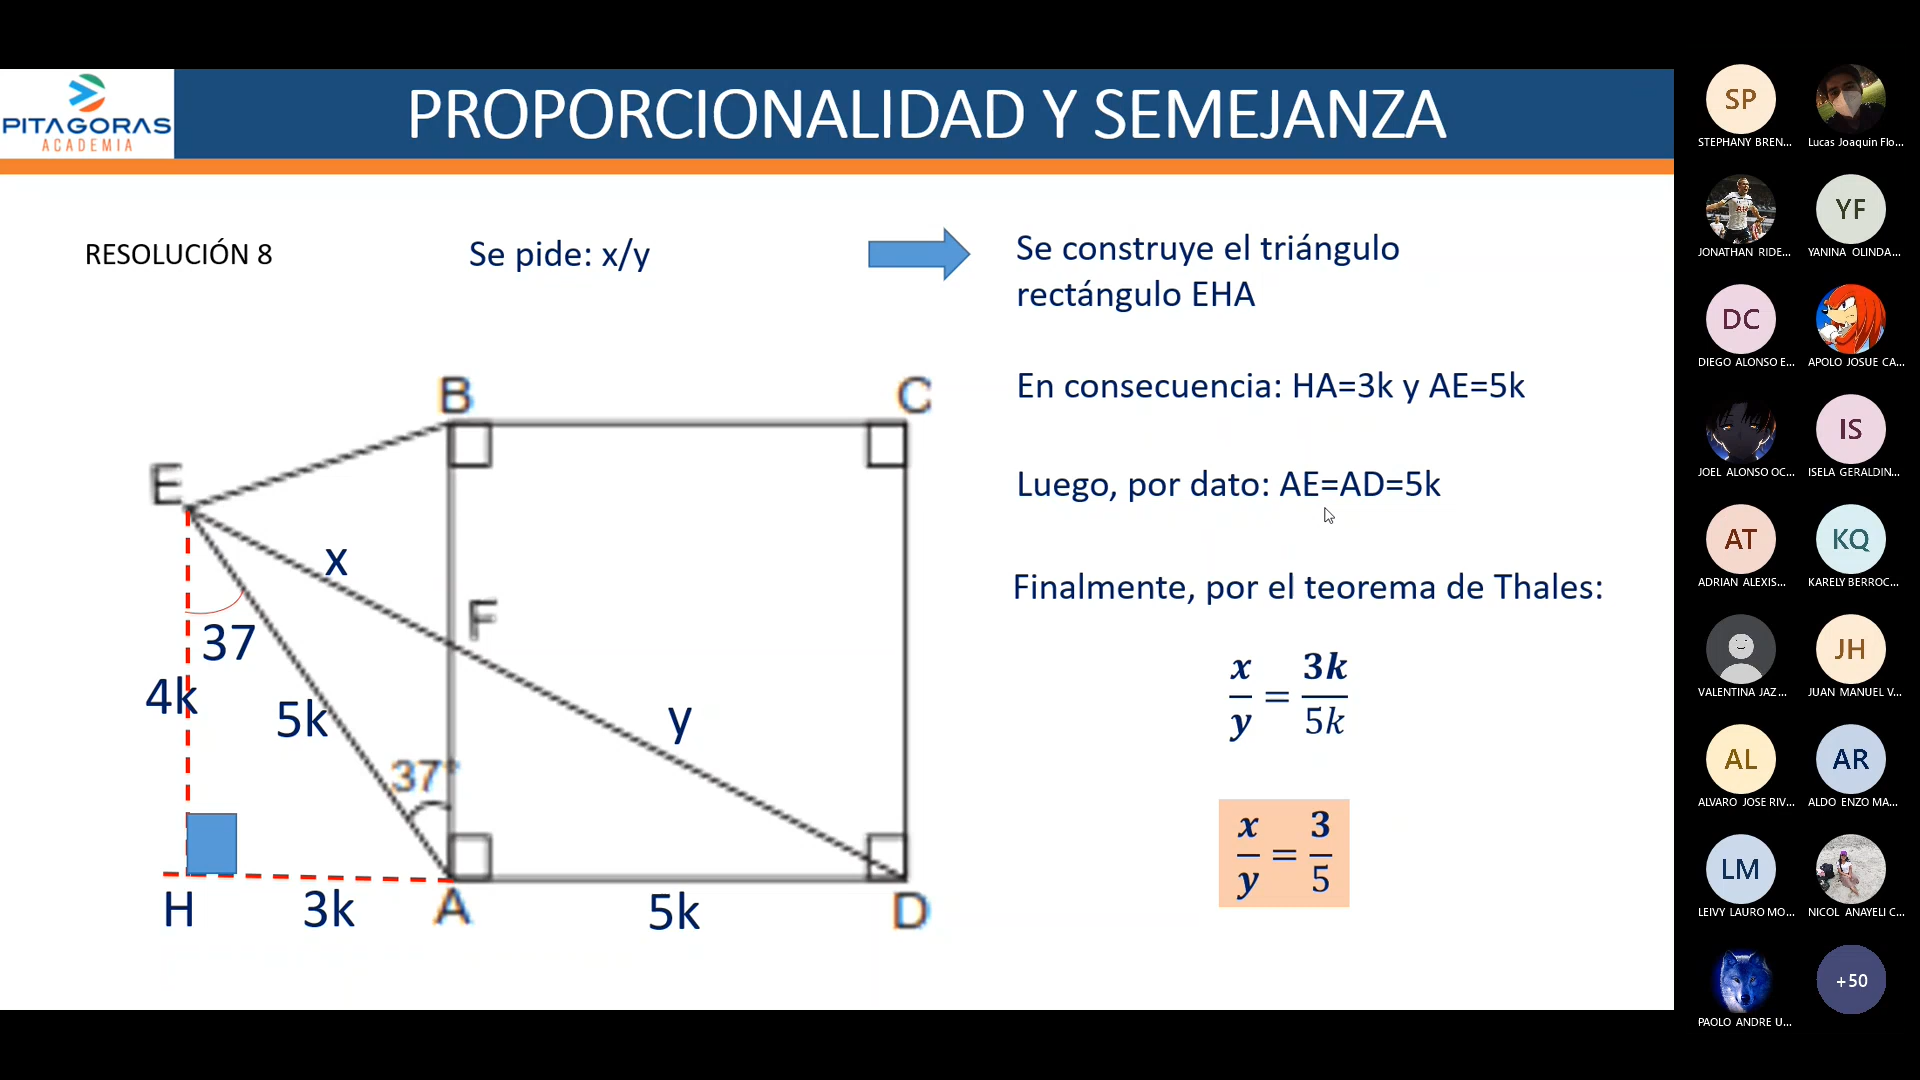 PITAGORAS
ACADEMIA
PROPORCIONALIDAD Y SEMEJANZA
RESOLUCIÓN 8
Se pide: x/y
Se construye el triángulo
rectángulo EHA
En consecuencia: HA=3k y AE=5k
Luego, por dato: AE=AD=5k
Finalmente, por el teorema de Thales:
x/y = 3k/5k
x/y = 3/5
B
C
E
x
F
37
4k
5k
y
37°
H
3k
A
5k
D
SP
STEPHANY BREN...
Lucas Joaquin Flo...
JONATHAN RIDE...
YF
YANINA OLINDA...
DC
DIEGO ALONSO E...
APOLO JOSUE CA...
JOEL ALONSO OC...
IS
ISELA GERALDIN...
AT
ADRIAN ALEXIS...
KQ
KARELY BERROC...
VALENTINA JAZ...
JH
JUAN MANUEL V...
AL
ALVARO JOSE RIV...
AR
ALDO ENZO MA...
LM
LEIVY LAURO MO...
NICOL ANAYELI C...
PAOLO ANDRE U...
+50